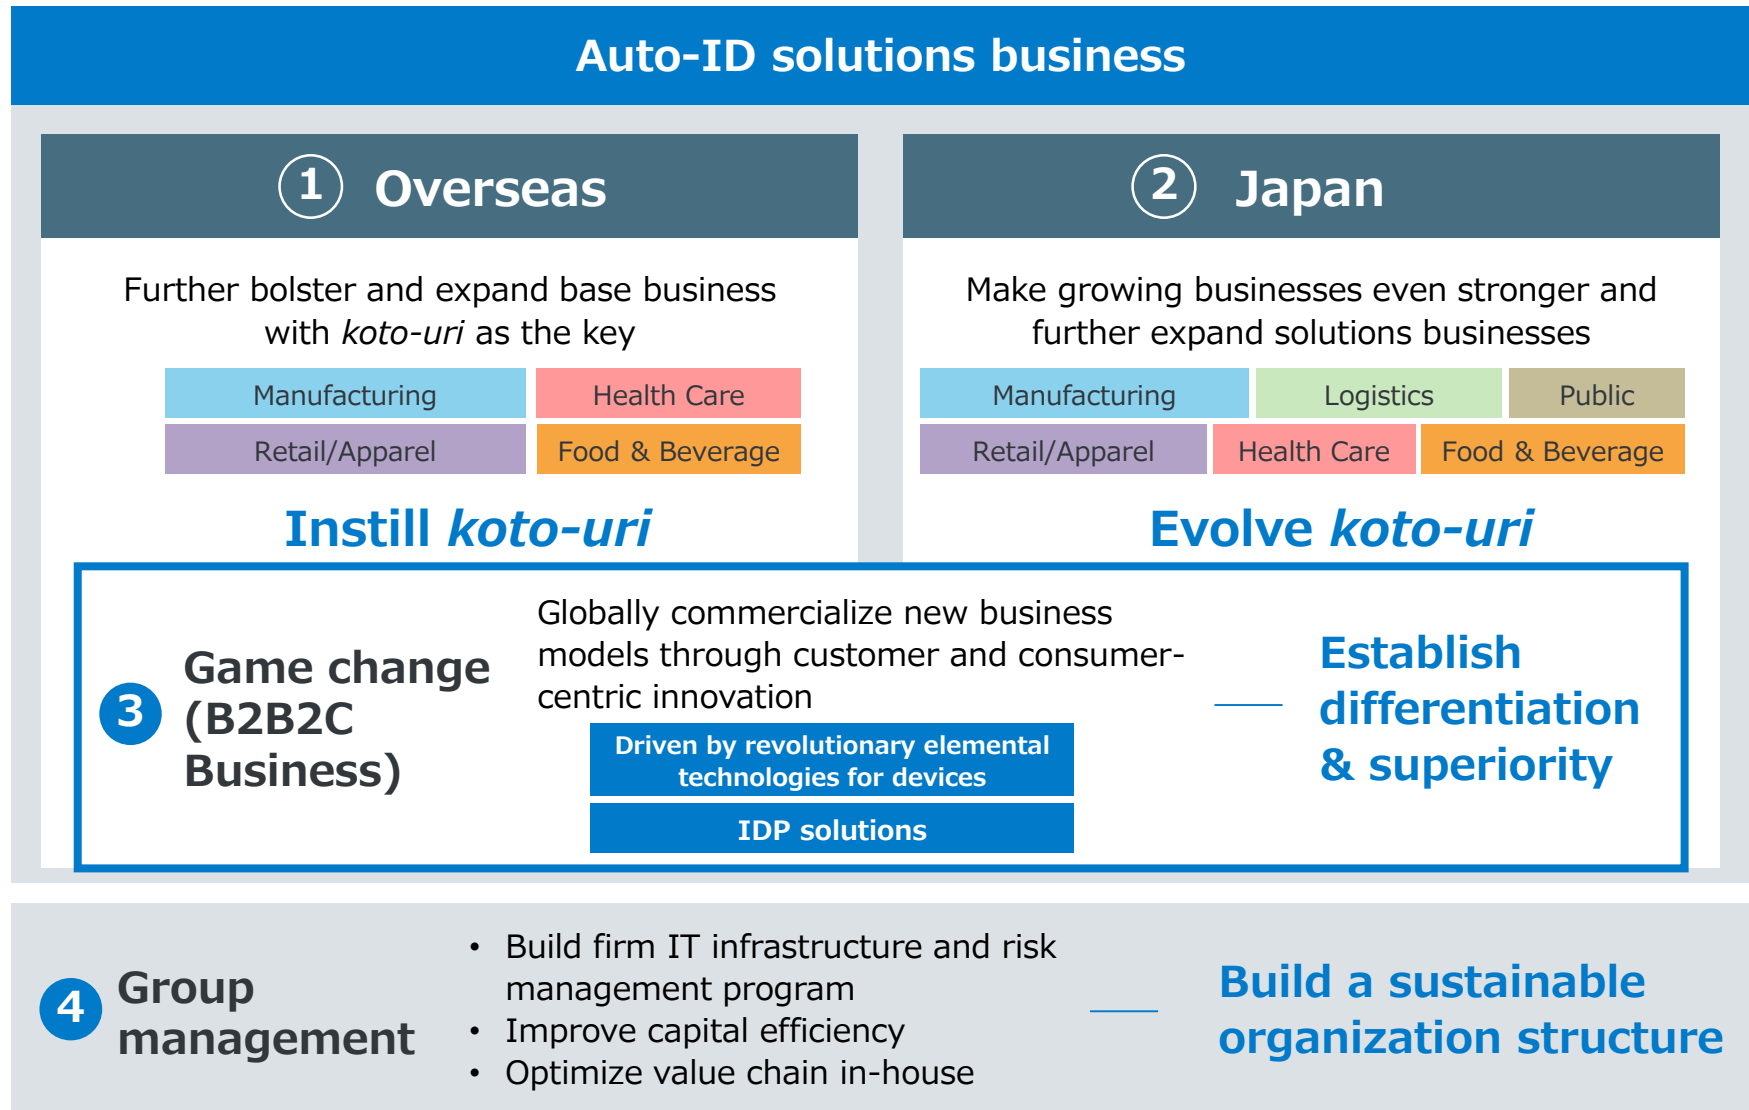 Auto-ID solutions business
① Overseas
Further bolster and expand base business
with koto-uri as the key
Manufacturing
Health Care
Retail/Apparel
Food & Beverage
Instill koto-uri
② Japan
Make growing businesses even stronger and
further expand solutions businesses
Manufacturing
Logistics
Public
Retail/Apparel
Health Care
Food & Beverage
Evolve koto-uri
3
Game change
(B2B2C
Business)
Globally commercialize new business
models through customer and consumer-
centric innovation
Driven by revolutionary elemental
technologies for devices
IDP solutions
Establish
differentiation
& superiority
4
Group
management
• Build firm IT infrastructure and risk
management program
• Improve capital efficiency
• Optimize value chain in-house
Build a sustainable
organization structure